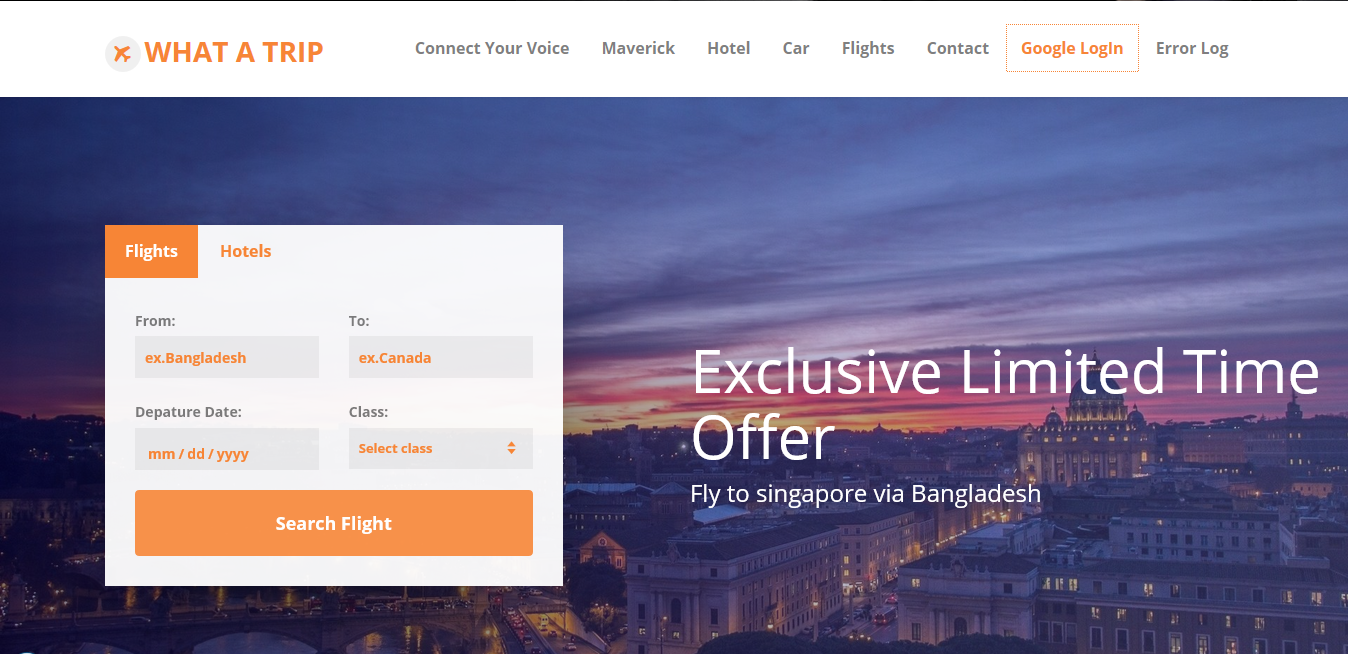 WHAT A TRIP
Connect Your Voice
Maverick
Hotel
Car
Flights
Contact
Google LogIn
Error Log
Flights
Hotels
From:
To:
ex.Bangladesh
ex.Canada
Depature Date:
Class:
mm / dd / yyyy
Select class
Search Flight
Exclusive Limited Time
Offer
Fly to singapore via Bangladesh